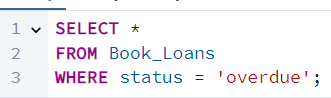 1 SELECT *
2 FROM Book_Loans
3 WHERE status = 'overdue';